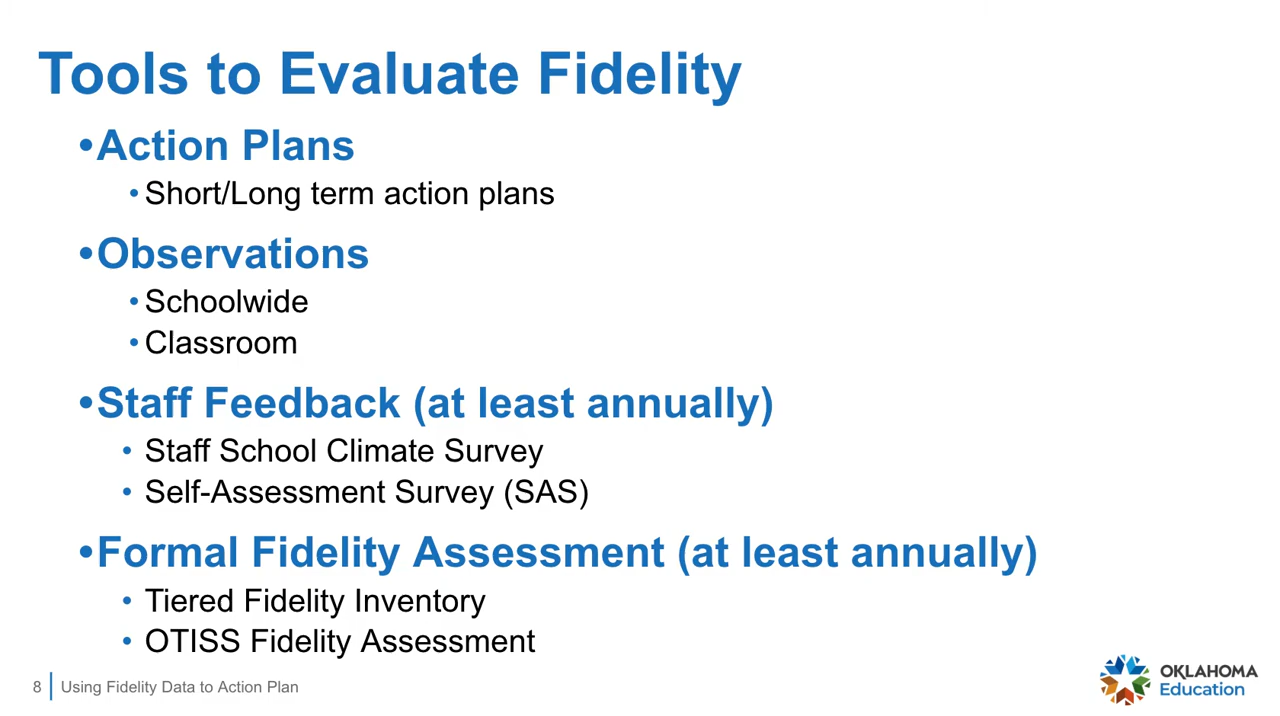 Tools to Evaluate Fidelity
•Action Plans
•Short/Long term action plans
•Observations
•Schoolwide
•Classroom
•Staff Feedback (at least annually)
• Staff School Climate Survey
• Self-Assessment Survey (SAS)
•Formal Fidelity Assessment (at least annually)
• Tiered Fidelity Inventory
• OTISS Fidelity Assessment
8 Using Fidelity Data to Action Plan
OKLAHOMA
Education